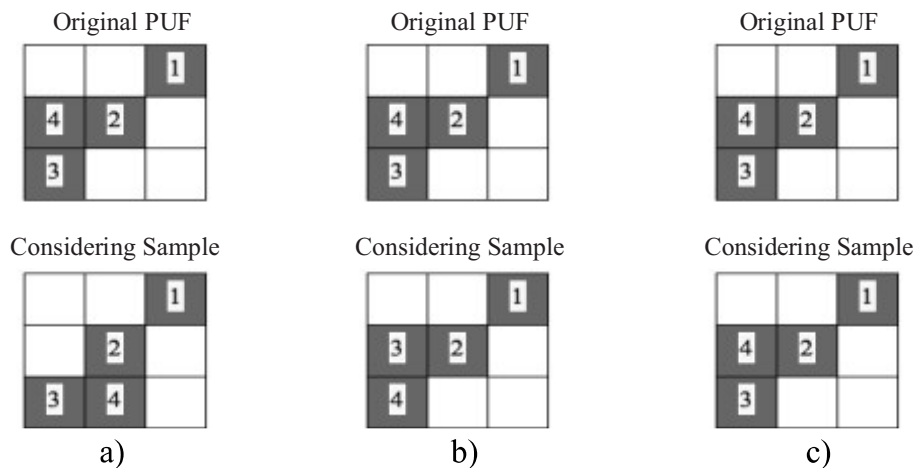 Original PUF Original PUF Original PUF
1 1 1
4 2 4 2 4 2
3 3 3
Considering Sample Considering Sample Considering Sample
1 1 1
2 3 2 4 2
3 4 4 3
a) b) c)